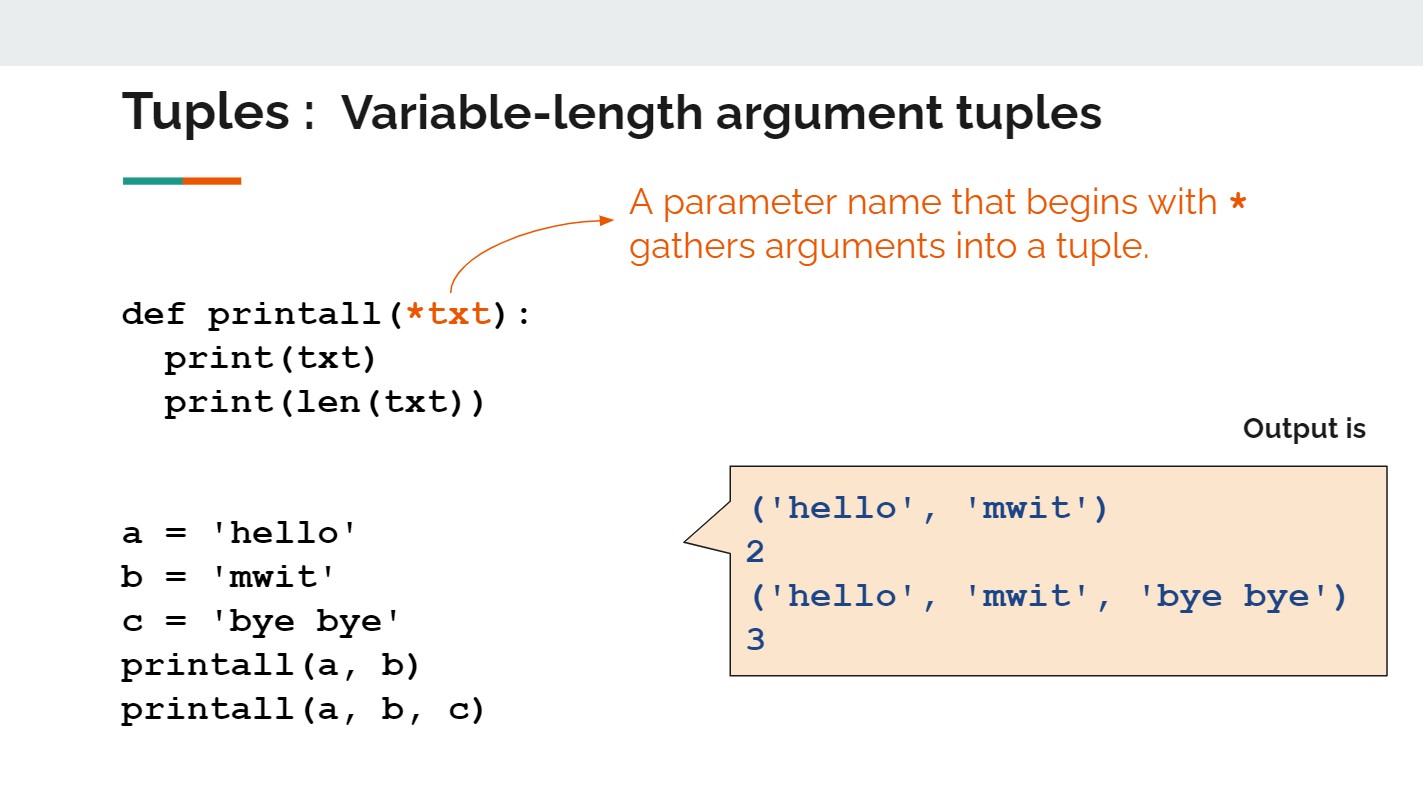 Tuples : Variable-length argument tuples
A parameter name that begins with *
gathers arguments into a tuple.
def printall(*txt):
  print(txt)
  print(len(txt))
Output is
a = 'hello'
b = 'mwit'
c = 'bye bye'
printall(a, b)
printall(a, b, c)
('hello', 'mwit')
2
('hello', 'mwit', 'bye bye')
3